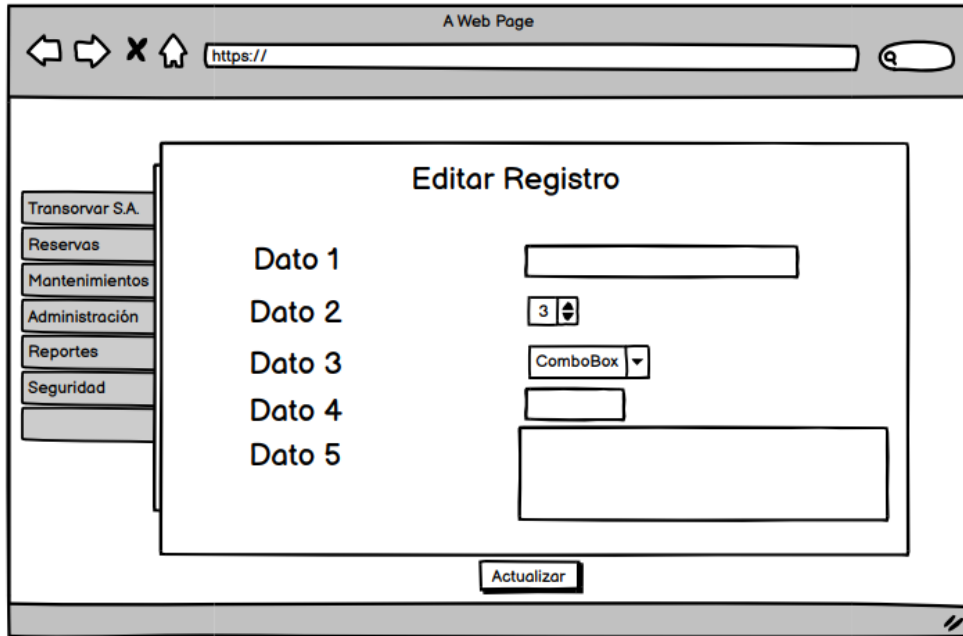 A Web Page
https://
Editar Registro
Transorvar S.A.
Reservas
Mantenimientos
Administración
Reportes
Seguridad
Dato 1
Dato 2
3
Dato 3
ComboBox
Dato 4
Dato 5
Actualizar